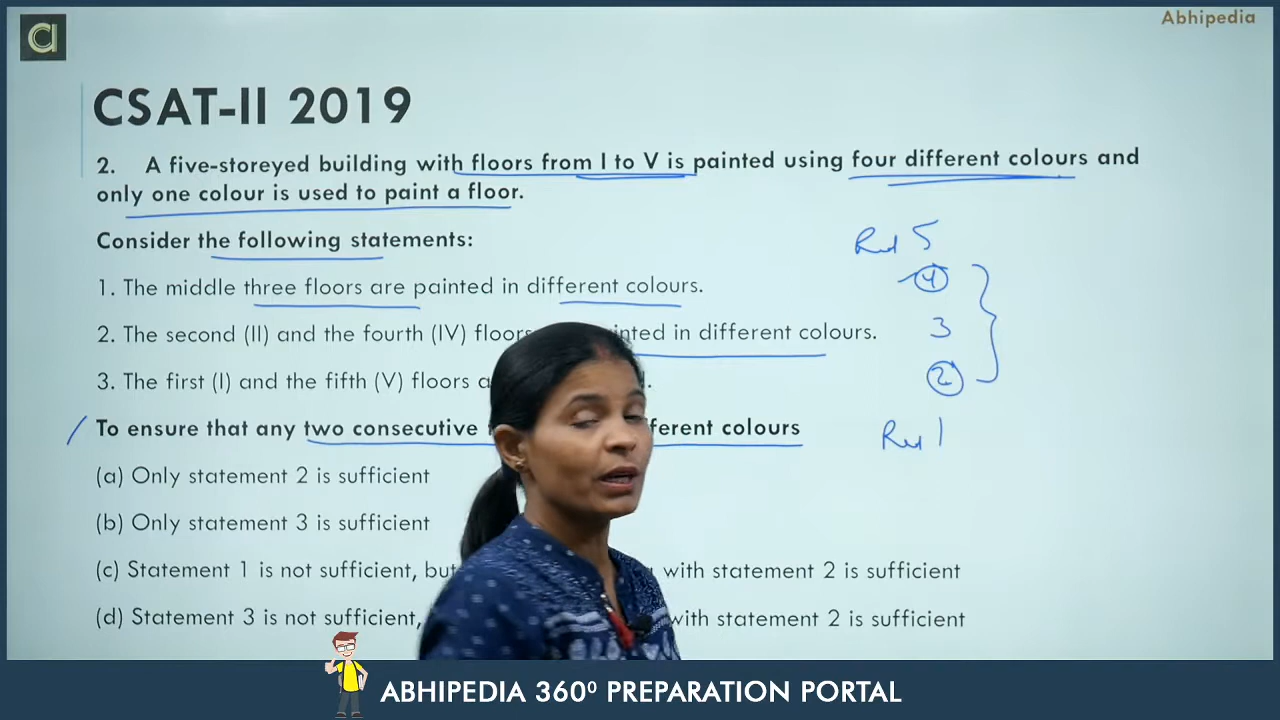 Abhipedia
CSAT-II 2019
2. A five-storeyed building with floors from I to V is painted using four different colours and
only one colour is used to paint a floor.
Consider the following statements:
Red 5
1. The middle three floors are painted in different colours.
4
2. The second (II) and the fourth (IV) floors painted in different colours.
3
3. The first (I) and the fifth (V) floors
2
To ensure that any two consecutive different colours
Red 1
(a) Only statement 2 is sufficient
(b) Only statement 3 is sufficient
(c) Statement 1 is not sufficient, but with statement 2 is sufficient
(d) Statement 3 is not sufficient, with statement 2 is sufficient
ABHIPEDIA 360⁰ PREPARATION PORTAL